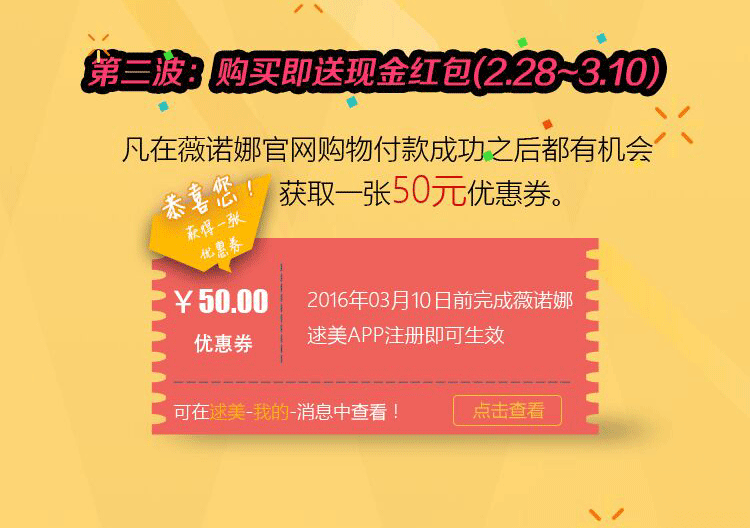 第二波：购买即送现金红包(2.28~3.10)
凡在薇诺娜官网购物付款成功之后都有机会
获取一张50元优惠券。
恭喜您！
获得一张
优惠券
￥50.00
优惠券
2016年03月10日前完成薇诺娜
逑美APP注册即可生效
可在逑美-我的-消息中查看！
点击查看